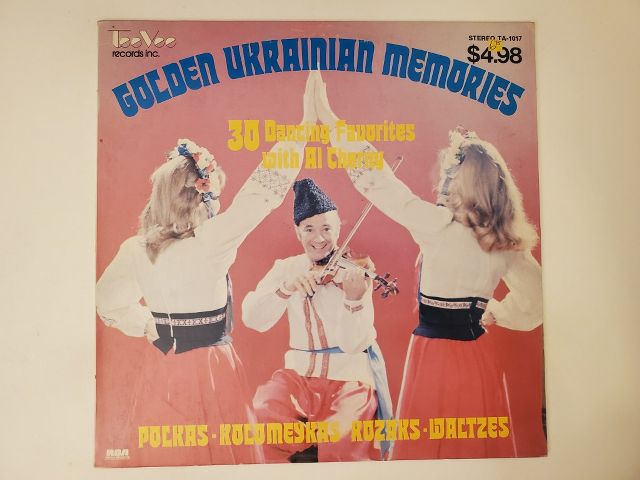 TeeVee
records inc.
STEREO TA-1017
$4.98
GOLDEN UKRAINIAN MEMORIES
30 Dancing Favorites
with Al Cherny
POLKAS - KOLOMEYKAS KOZAKS - WALTZES
RCA